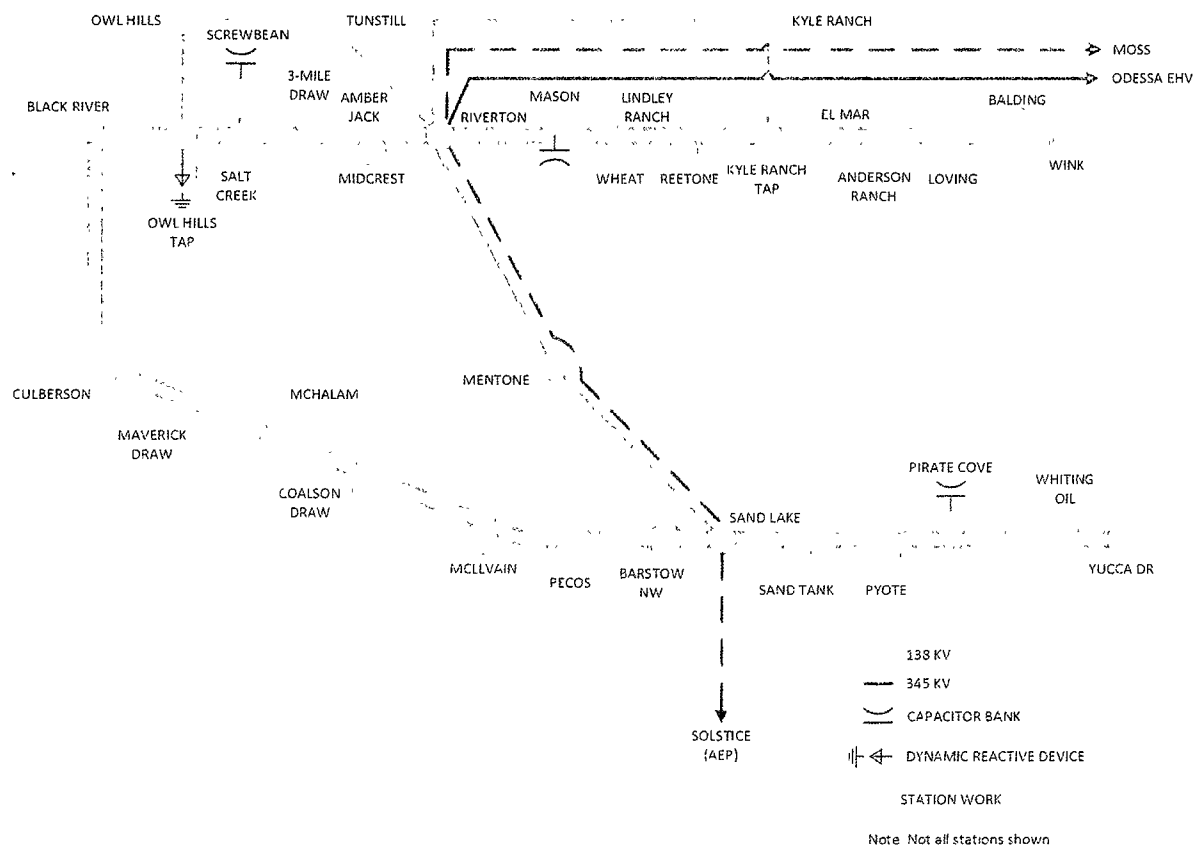 OWL HILLS
TUNSTILL
KYLE RANCH
SCREWBEAN
MOSS
3-MILE
DRAW
ODESSA EHV
BLACK RIVER
AMBER
JACK
RIVERTON
MASON
LINDLEY
RANCH
EL MAR
BALDING
SALT
CREEK
MIDCREST
WHEAT
REETONE
KYLE RANCH
TAP
ANDERSON
RANCH
LOVING
WINK
OWL HILLS
TAP
CULBERSON
MCHALAM
MENTONE
MAVERICK
DRAW
COALSON
DRAW
SAND LAKE
PIRATE COVE
WHITING
OIL
MCLLVAIN
PECOS
BARSTOW
NW
SAND TANK
PYOTE
YUCCA DR
SOLSTICE
(AEP)
138 KV
345 KV
CAPACITOR BANK
DYNAMIC REACTIVE DEVICE
STATION WORK
Note Not all stations shown